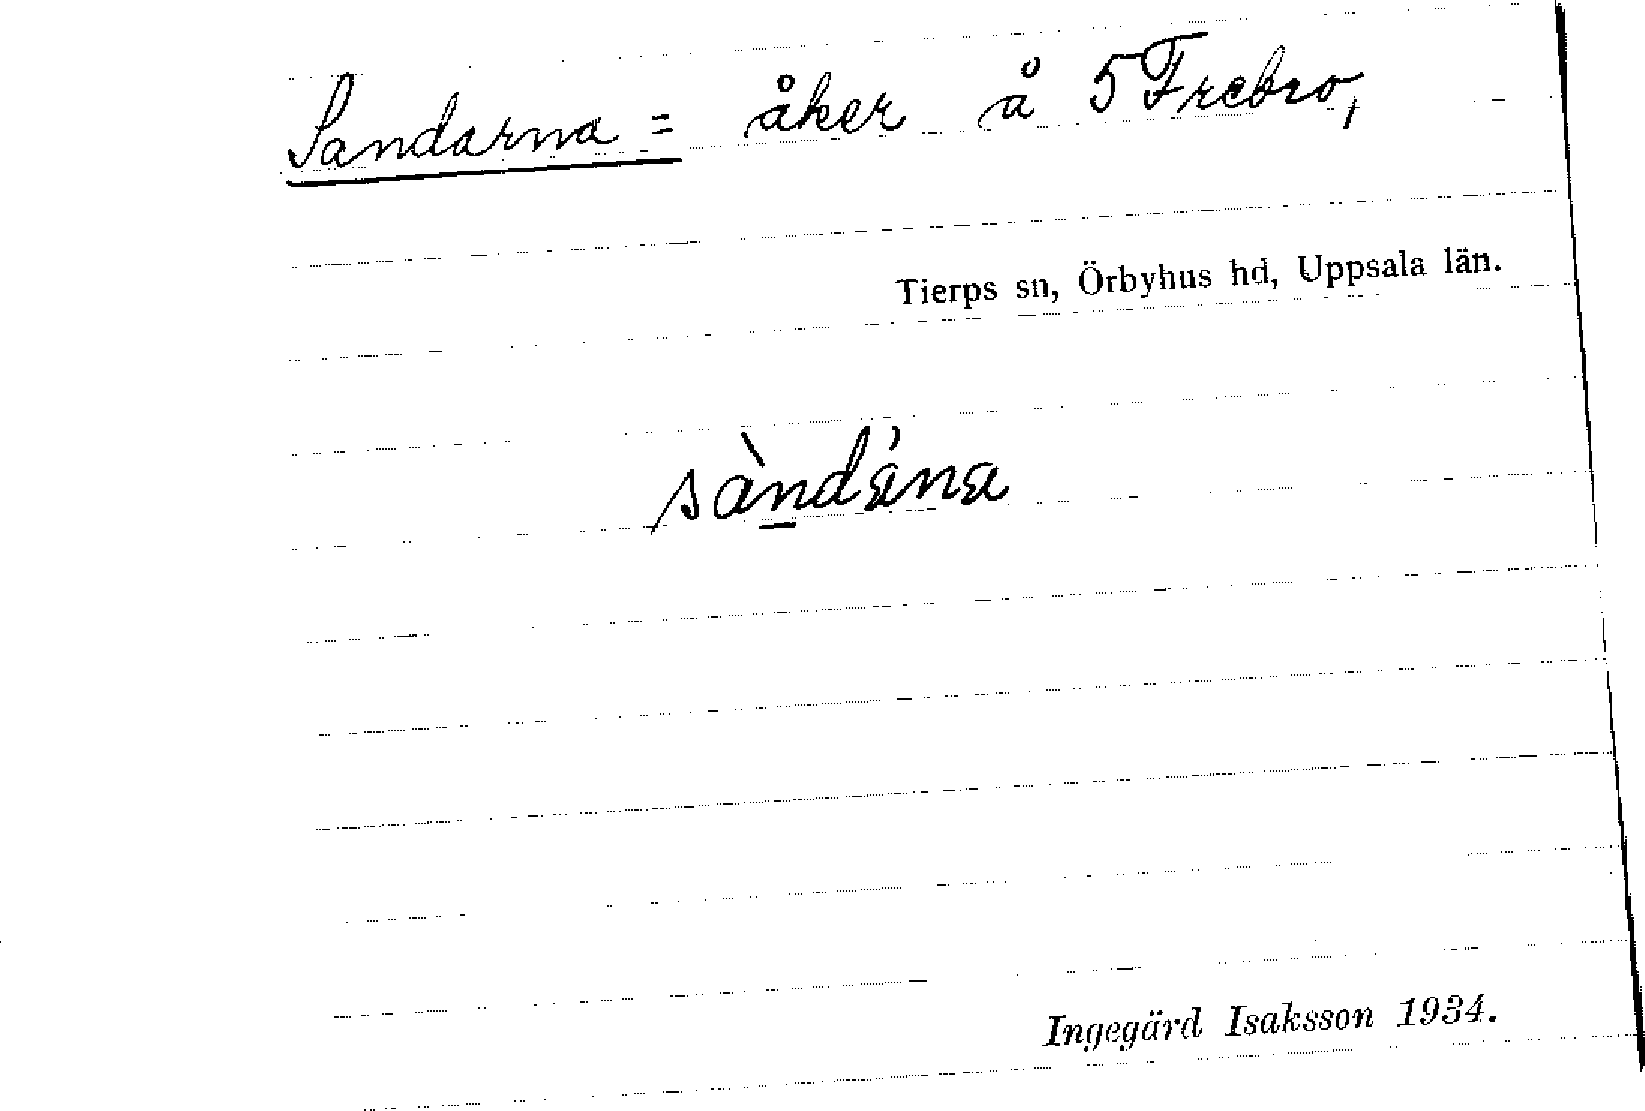 Sandarna = åker å 5 Frebro,
Tierps sn, Örbyhus hd, Uppsala län.
sàndána
Ingegärd Isaksson 1934.